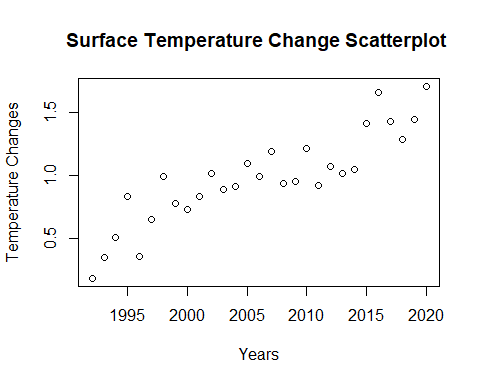 Surface Temperature Change Scatterplot
Temperature Changes
1.5
1.0
0.5
1995 2000 2005 2010 2015 2020
Years